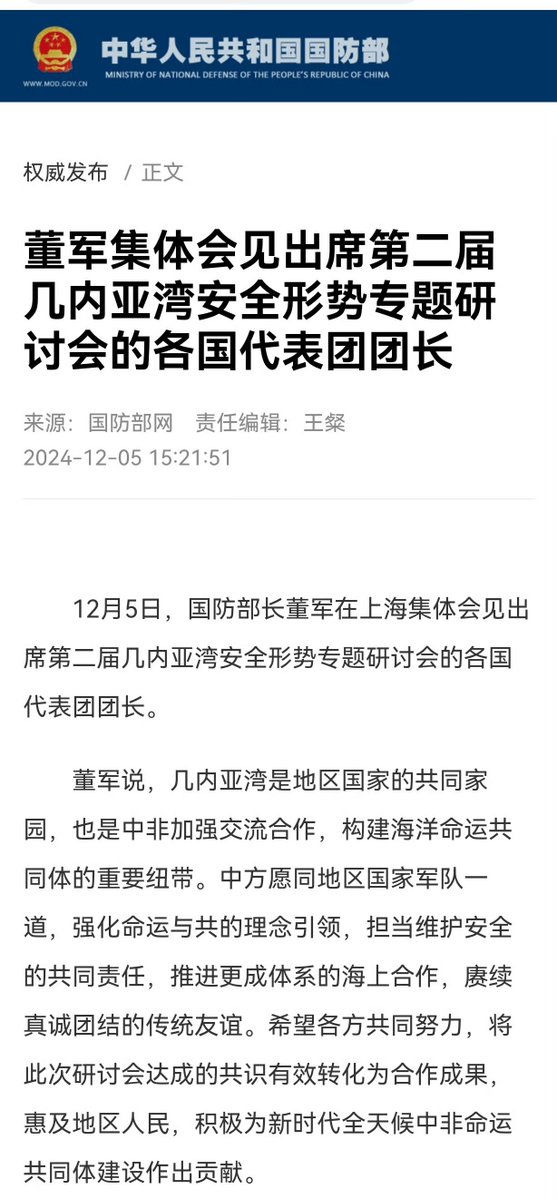 中华人民共和国国防部
MINISTRY OF NATIONAL DEFENSE OF THE PEOPLE'S REPUBLIC OF CHINA
WWW.MOD.GOV.CN
权威发布 / 正文
董军集体会见出席第二届
几内亚湾安全形势专题研
讨会的各国代表团团长
来源：国防部网 责任编辑：王粲
2024-12-05 15:21:51
12月5日，国防部长董军在上海集体会见出
席第二届几内亚湾安全形势专题研讨会的各国
代表团团长。
董军说，几内亚湾是地区国家的共同家
园，也是中非加强交流合作，构建海洋命运共
同体的重要纽带。中方愿同地区国家军队一
道，强化命运与共的理念引领，担当维护安全
的共同责任，推进更成体系的海上合作，赓续
真诚团结的传统友谊。希望各方共同努力，将
此次研讨会达成的共识有效转化为合作成果，
惠及地区人民，积极为新时代全天候中非命运
共同体建设作出贡献。